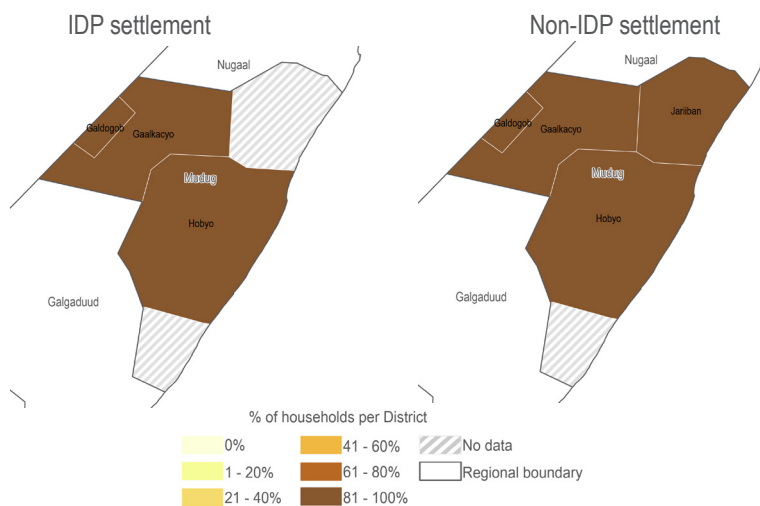 IDP settlement
Non-IDP settlement
Nugaal
Galdogob
Gaalkacyo
Mudug
Hobyo
Galgaduud
Nugaal
Jariiban
Galdogob
Gaalkacyo
Mudug
Hobyo
Galgaduud
% of households per District
0%
41 - 60%
No data
1 - 20%
61 - 80%
Regional boundary
21 - 40%
81 - 100%